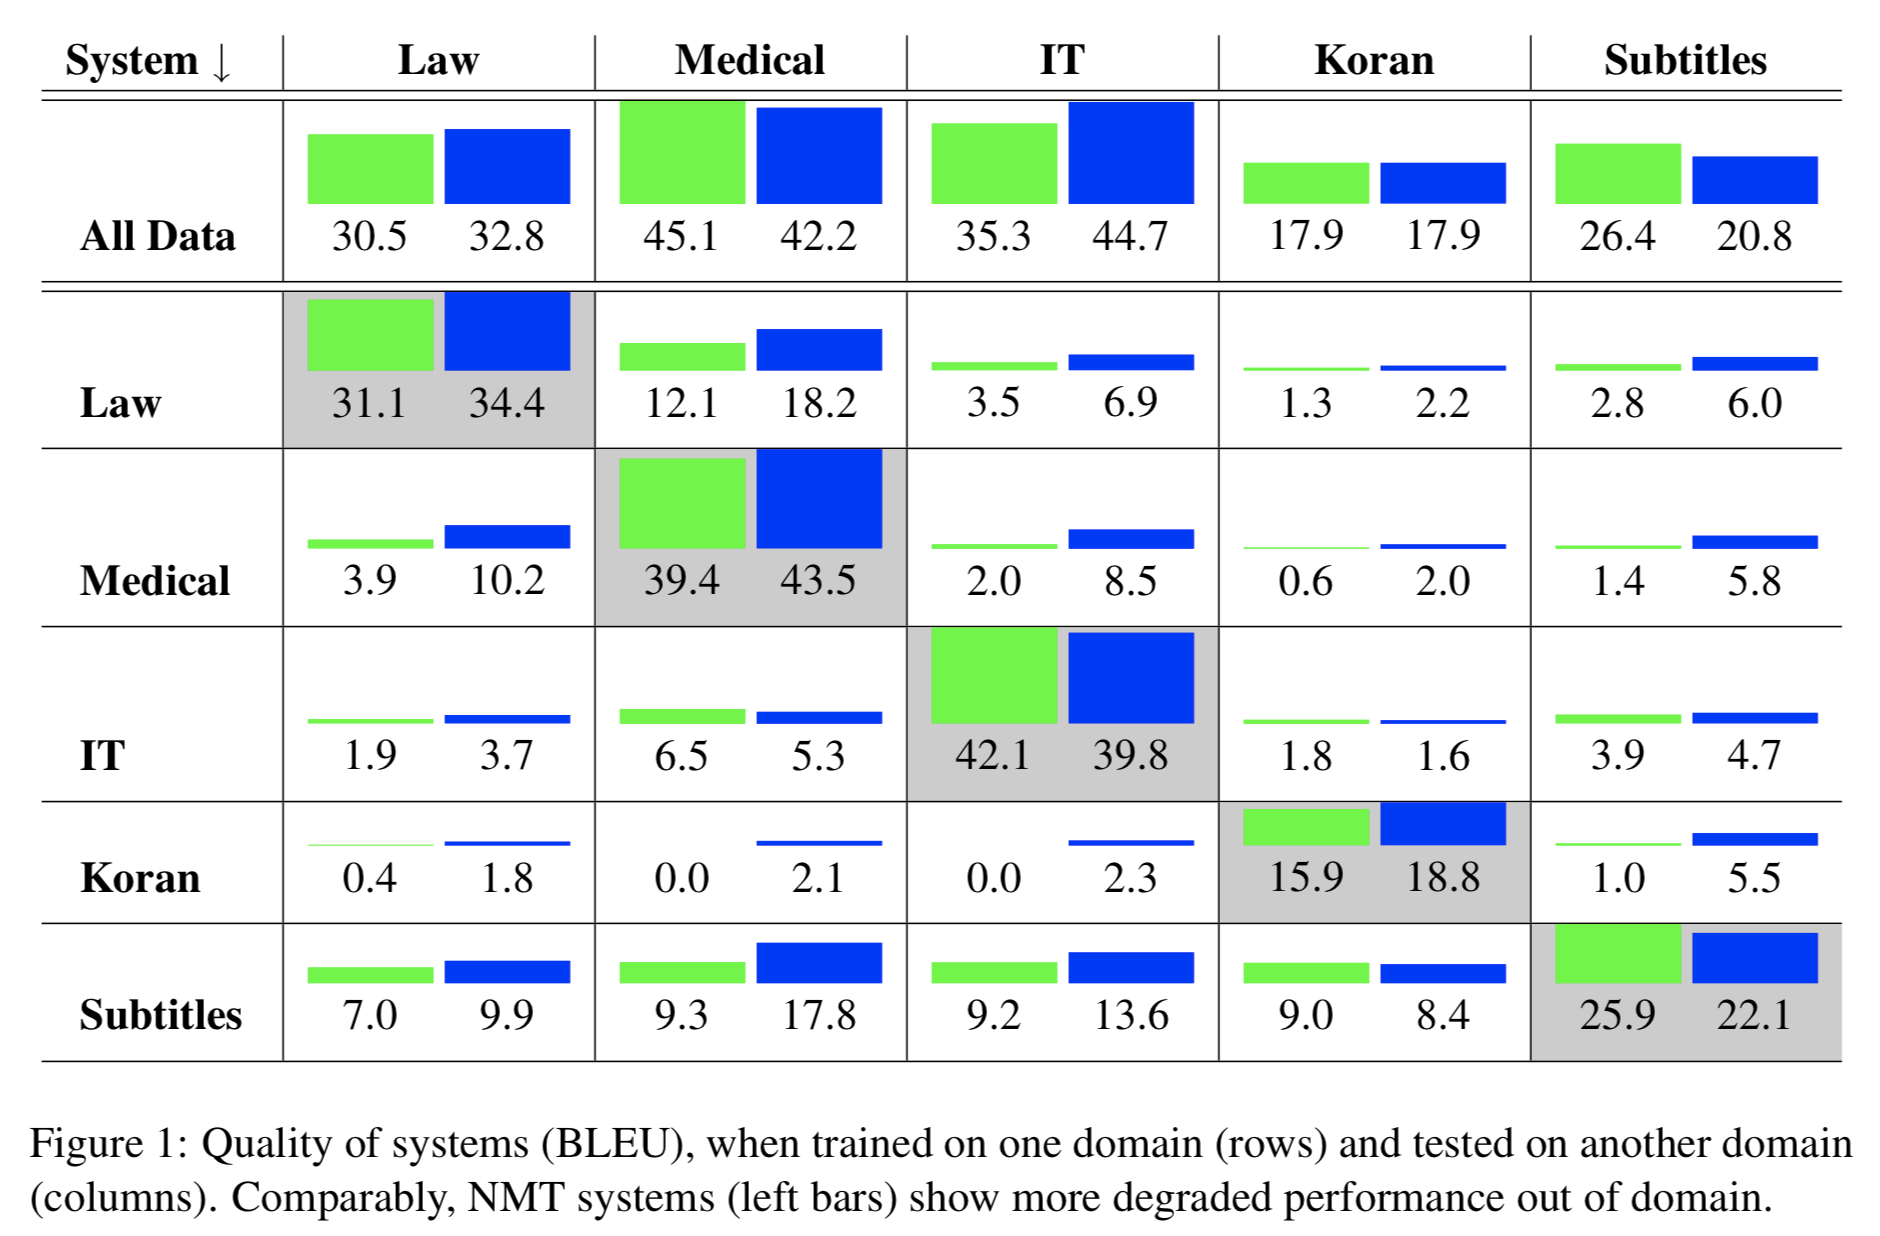 System ↓ Law Medical IT Koran Subtitles
All Data 30.5 32.8 45.1 42.2 35.3 44.7 17.9 17.9 26.4 20.8
Law 31.1 34.4 12.1 18.2 3.5 6.9 1.3 2.2 2.8 6.0
Medical 3.9 10.2 39.4 43.5 2.0 8.5 0.6 2.0 1.4 5.8
IT 1.9 3.7 6.5 5.3 42.1 39.8 1.8 1.6 3.9 4.7
Koran 0.4 1.8 0.0 2.1 0.0 2.3 15.9 18.8 1.0 5.5
Subtitles 7.0 9.9 9.3 17.8 9.2 13.6 9.0 8.4 25.9 22.1
Figure 1: Quality of systems (BLEU), when trained on one domain (rows) and tested on another domain
(columns). Comparably, NMT systems (left bars) show more degraded performance out of domain.